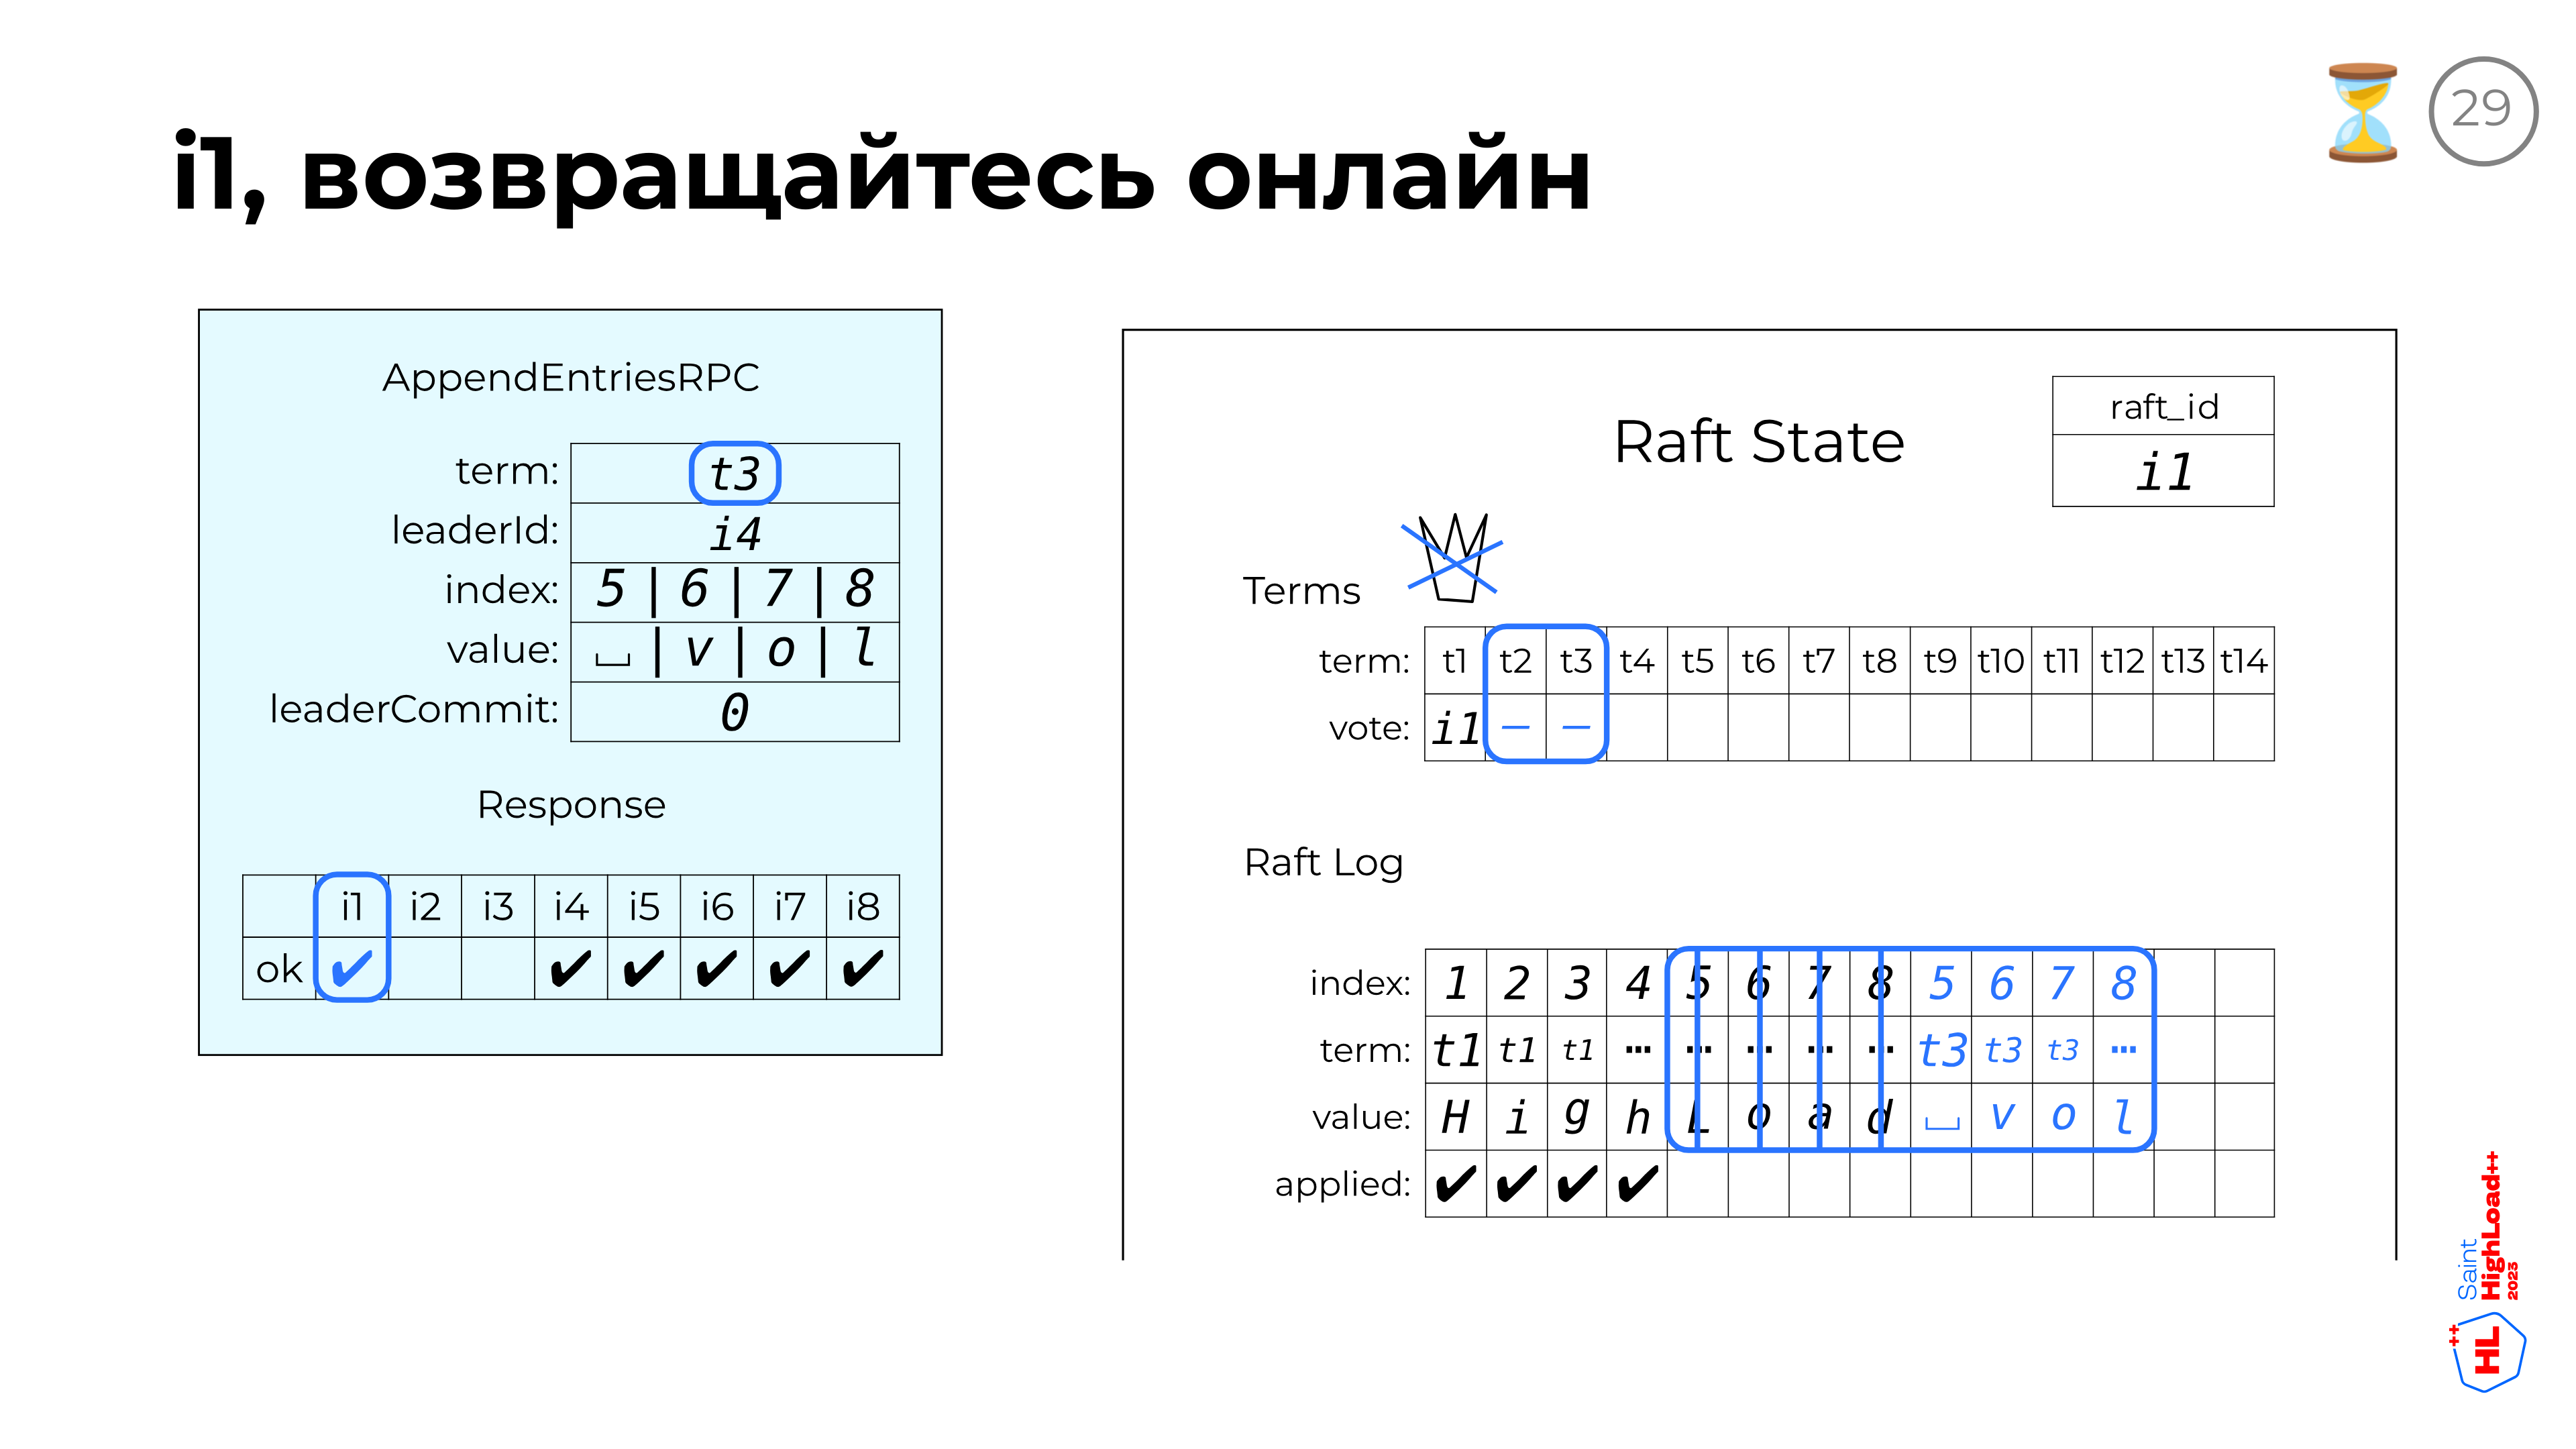 29
i1, возвращайтесь онлайн
AppendEntriesRPC
term: t3
leaderId: i4
index: 5 | 6 | 7 | 8
value: ⎵ | v | o | l
leaderCommit: 0
Response
i1 i2 i3 i4 i5 i6 i7 i8
ok ✔ ✔ ✔ ✔ ✔ ✔
Raft State
raft_id
i1
Terms
term: t1 t2 t3 t4 t5 t6 t7 t8 t9 t10 t11 t12 t13 t14
vote: i1 – –
Raft Log
index: 1 2 3 4 5 6 7 8 5 6 7 8
term: t1 t1 t1 … … … … … t3 t3 t3 …
value: H i g h L o a d ⎵ v o l
applied: ✔ ✔ ✔ ✔
Saint
HighLoad++
2023
HL++